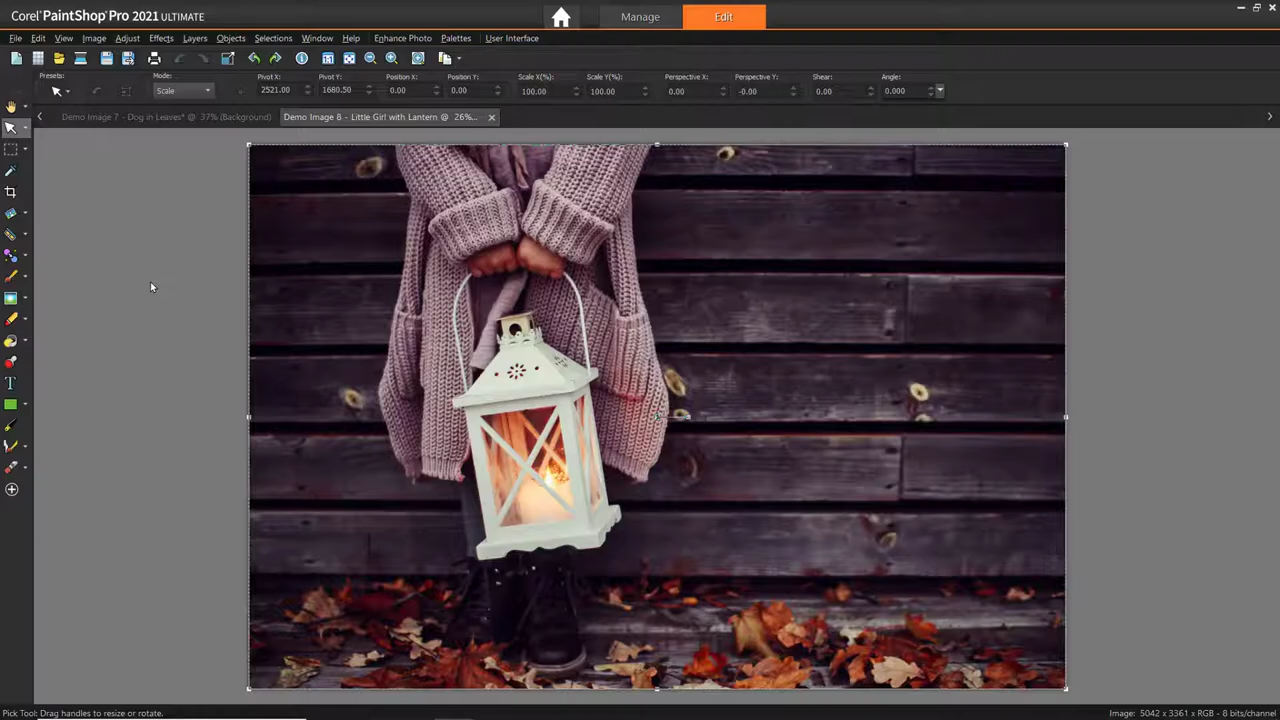 Corel PaintShop Pro 2021 ULTIMATE
Manage
Edit
File Edit View Image Adjust Effects Layers Objects Selections Window Help Enhance Photo Palettes User Interface
Presets: Mode: Pivot X: Pivot Y: Position X: Position Y: Scale X(%): Scale Y(%): Perspective X: Perspective Y: Shear: Angle:
Scale 2521.00 1680.50 0.00 0.00 100.00 100.00 0.00 -0.00 0.00 0.000
Demo Image 7 - Dog in Leaves* @ 37% (Background) Demo Image 8 - Little Girl with Lantern @ 26%...
Pick Tool: Drag handles to resize or rotate.
Image: 5042 x 3361 x RGB - 8 bits/channel